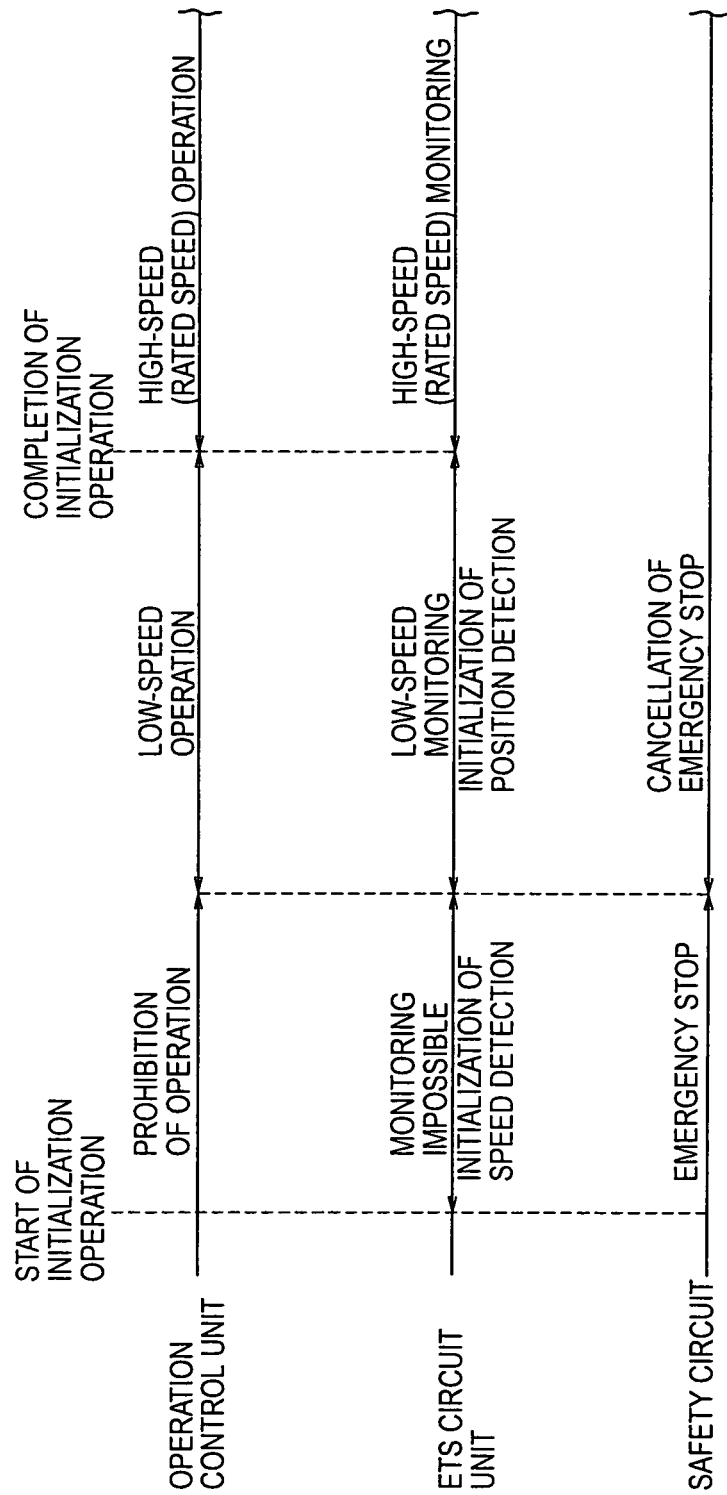 START OF
INITIALIZATION
OPERATION
COMPLETION OF
INITIALIZATION
OPERATION
OPERATION
CONTROL UNIT
PROHIBITION
OF OPERATION
LOW-SPEED
OPERATION
HIGH-SPEED
(RATED SPEED) OPERATION
ETS CIRCUIT
UNIT
MONITORING
IMPOSSIBLE
INITIALIZATION OF
SPEED DETECTION
LOW-SPEED
MONITORING
INITIALIZATION OF
POSITION DETECTION
HIGH-SPEED
(RATED SPEED) MONITORING
SAFETY CIRCUIT
EMERGENCY STOP
CANCELLATION OF
EMERGENCY STOP